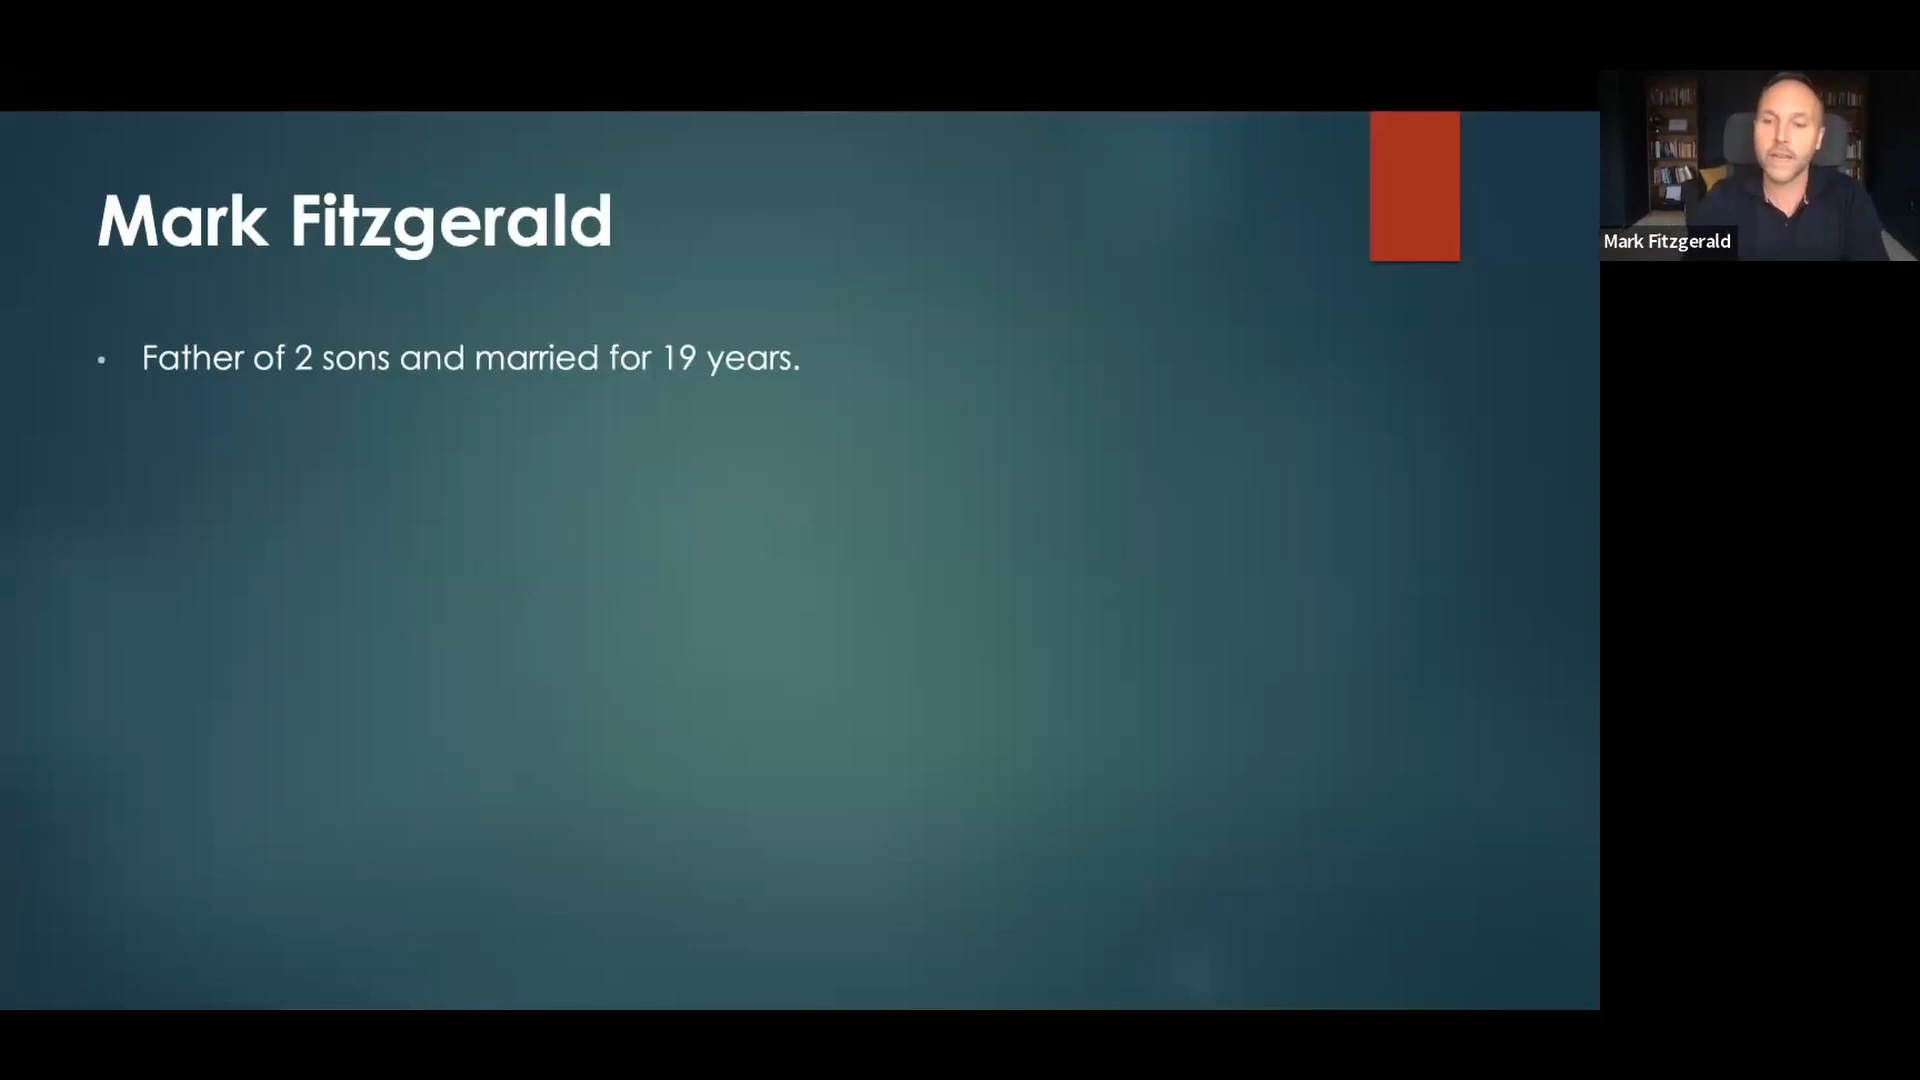 Mark Fitzgerald
• Father of 2 sons and married for 19 years.
Mark Fitzgerald